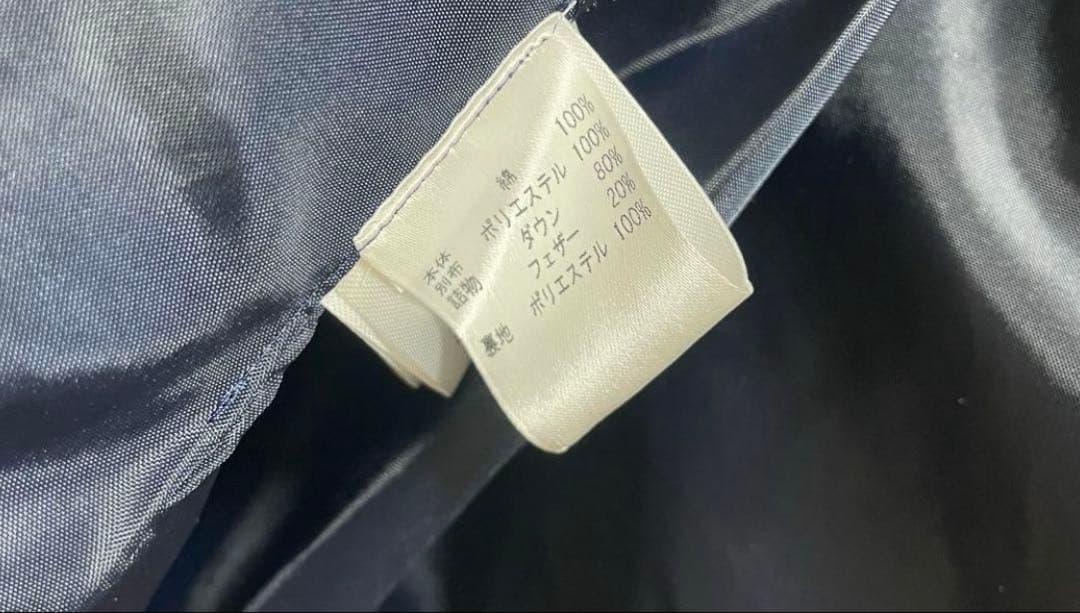 本体 綿 100%
別布 ポリエステル 100%
詰物 ダウン 80%
フェザー 20%
裏地 ポリエステル 100%